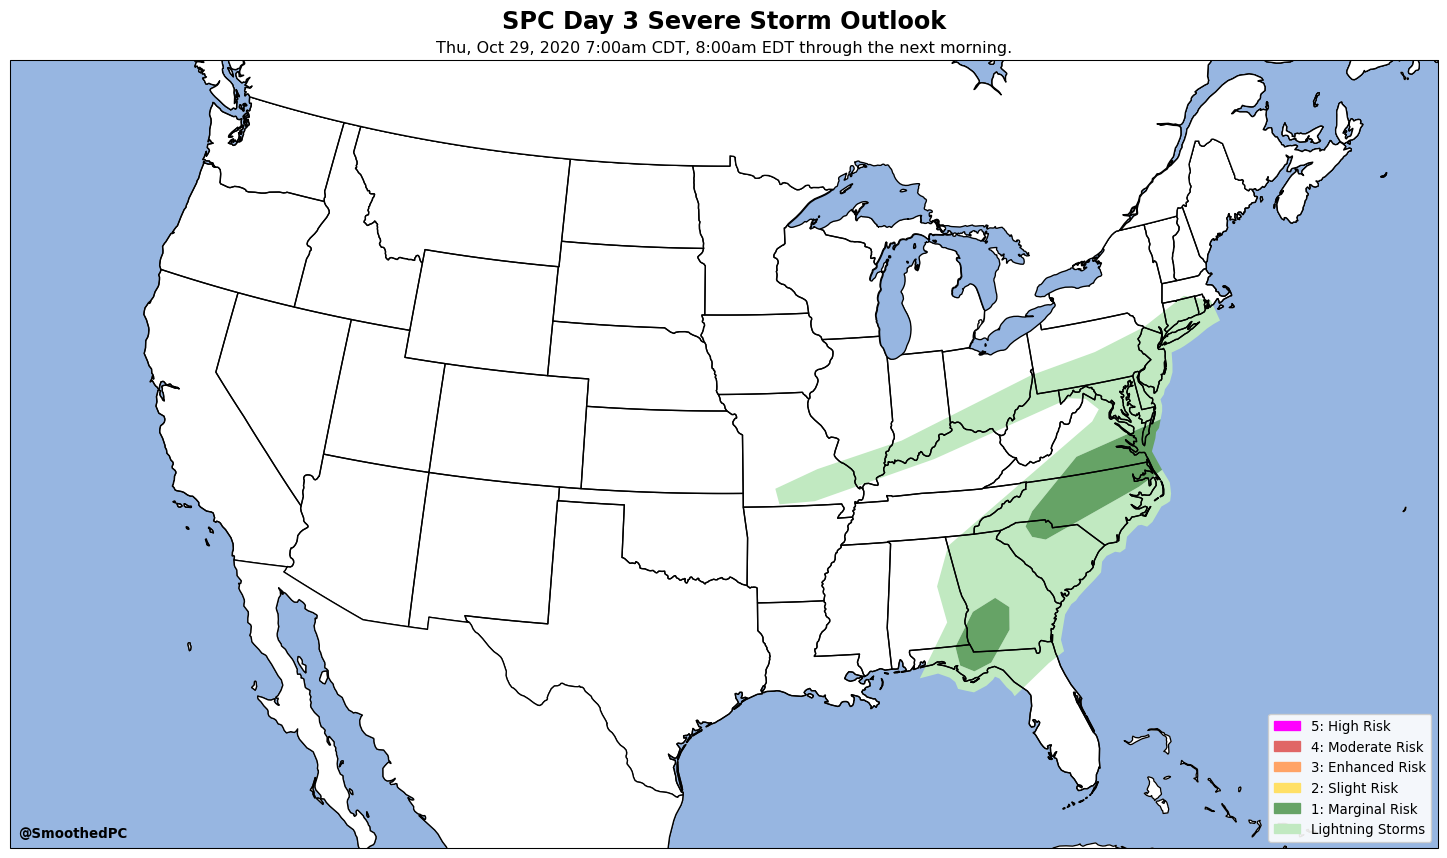 SPC Day 3 Severe Storm Outlook
Thu, Oct 29, 2020 7:00am CDT, 8:00am EDT through the next morning.
5: High Risk
4: Moderate Risk
3: Enhanced Risk
2: Slight Risk
1: Marginal Risk
Lightning Storms
@SmoothedPC